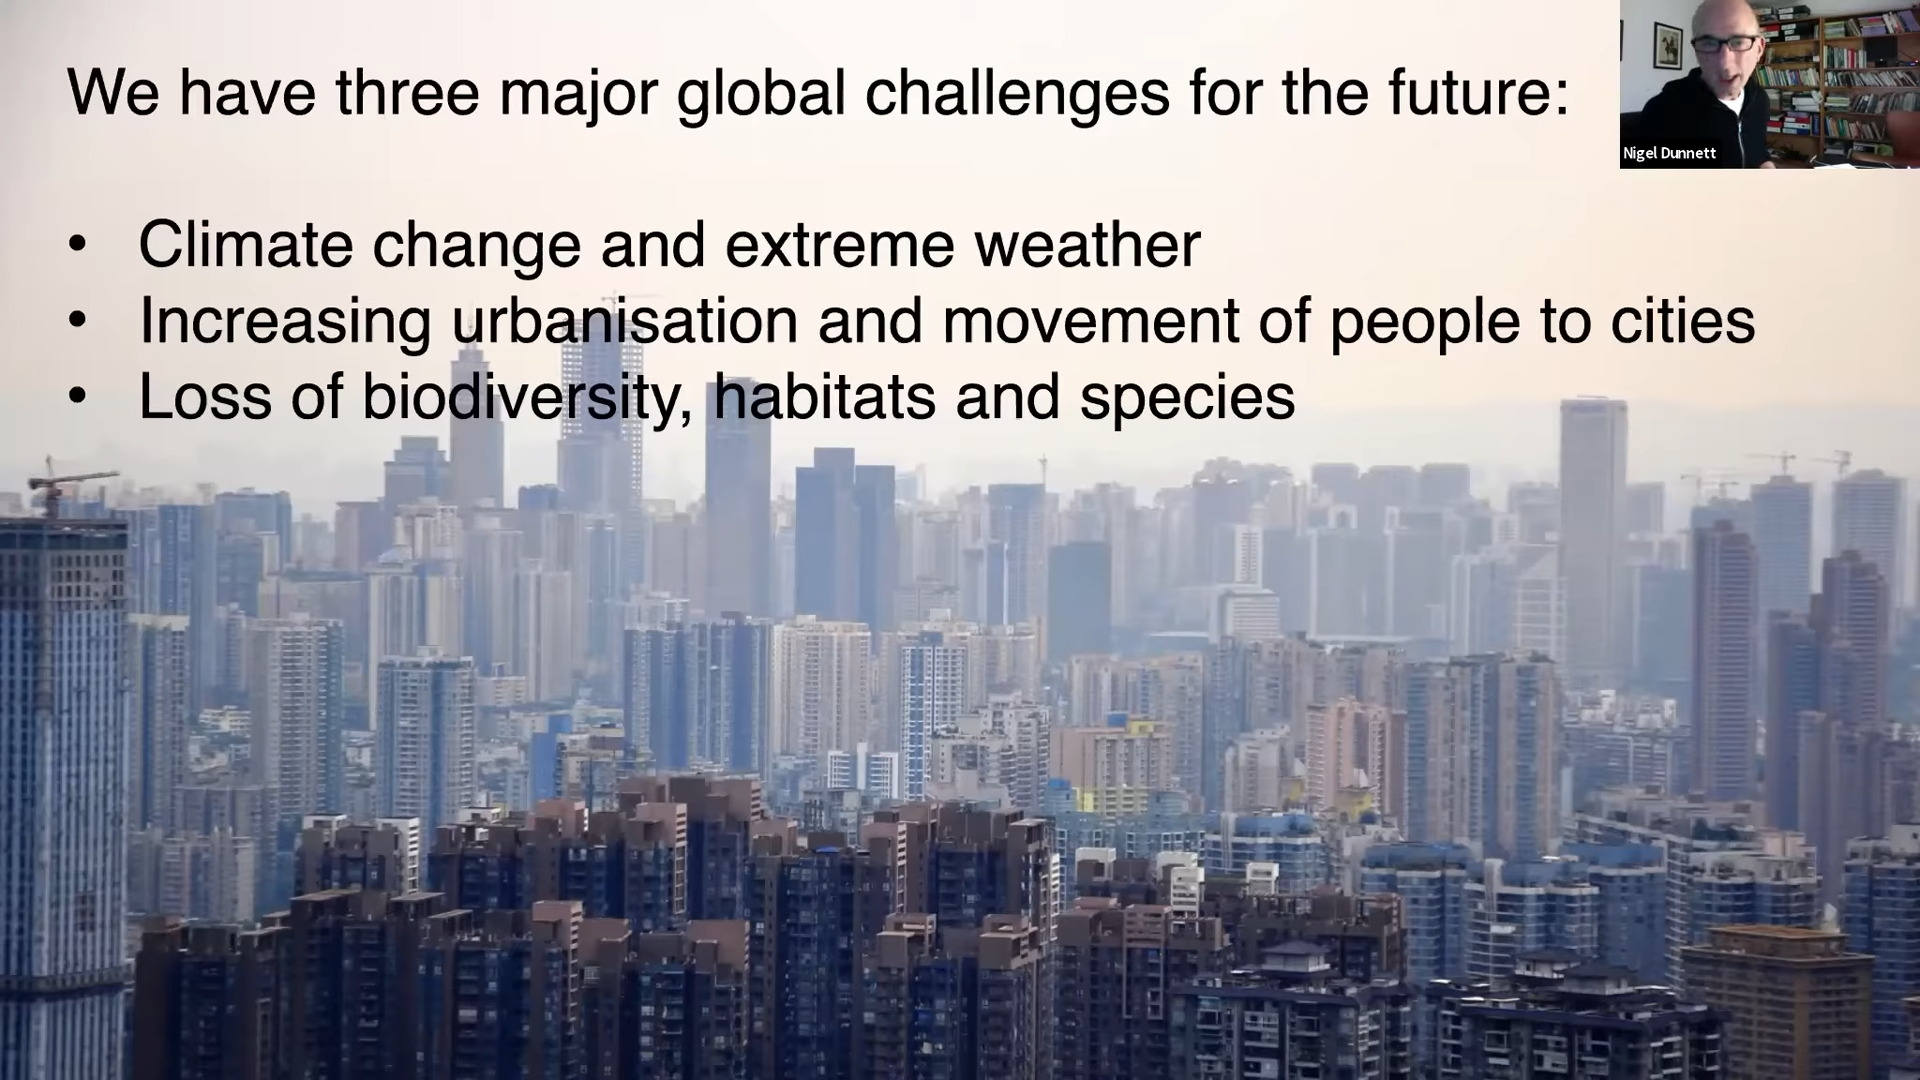 We have three major global challenges for the future:
Nigel Dunnett
• Climate change and extreme weather
• Increasing urbanisation and movement of people to cities
• Loss of biodiversity, habitats and species